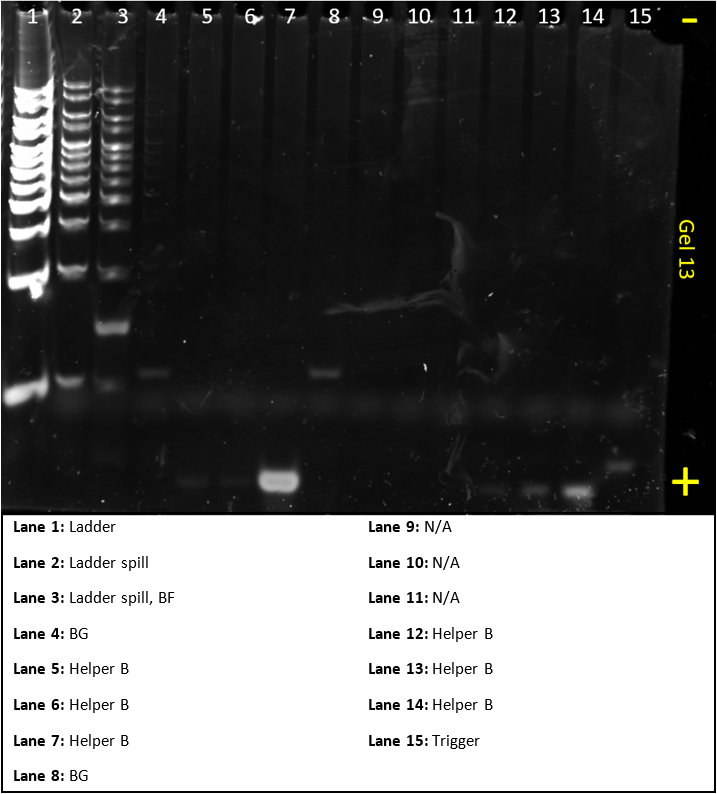 1 2 3 4 5 6 7 8 9 10 11 12 13 14 15 −
Gel 13
+
Lane 1: Ladder
Lane 2: Ladder spill
Lane 3: Ladder spill, BF
Lane 4: BG
Lane 5: Helper B
Lane 6: Helper B
Lane 7: Helper B
Lane 8: BG
Lane 9: N/A
Lane 10: N/A
Lane 11: N/A
Lane 12: Helper B
Lane 13: Helper B
Lane 14: Helper B
Lane 15: Trigger